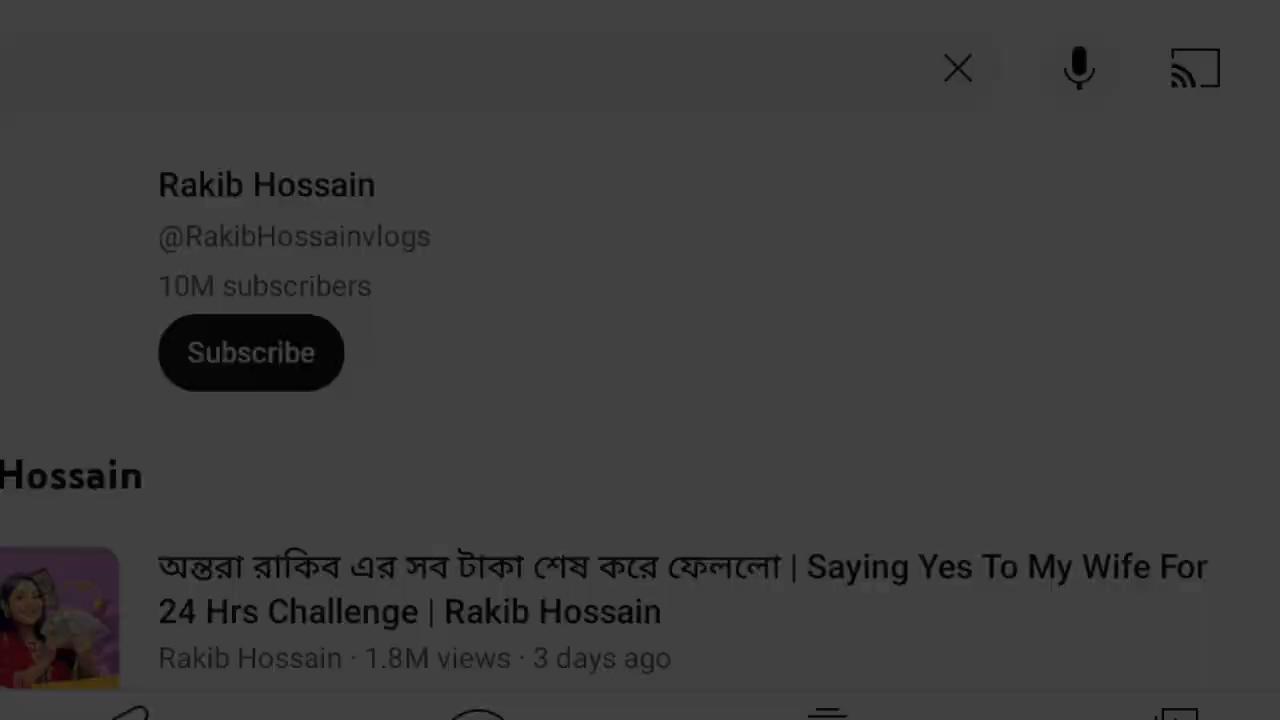 Rakib Hossain
@RakibHossainvlogs
10M subscribers
Subscribe
Hossain
অন্তরা রাকিব এর সব টাকা শেষ করে ফেললো | Saying Yes To My Wife For
24 Hrs Challenge | Rakib Hossain
Rakib Hossain · 1.8M views · 3 days ago